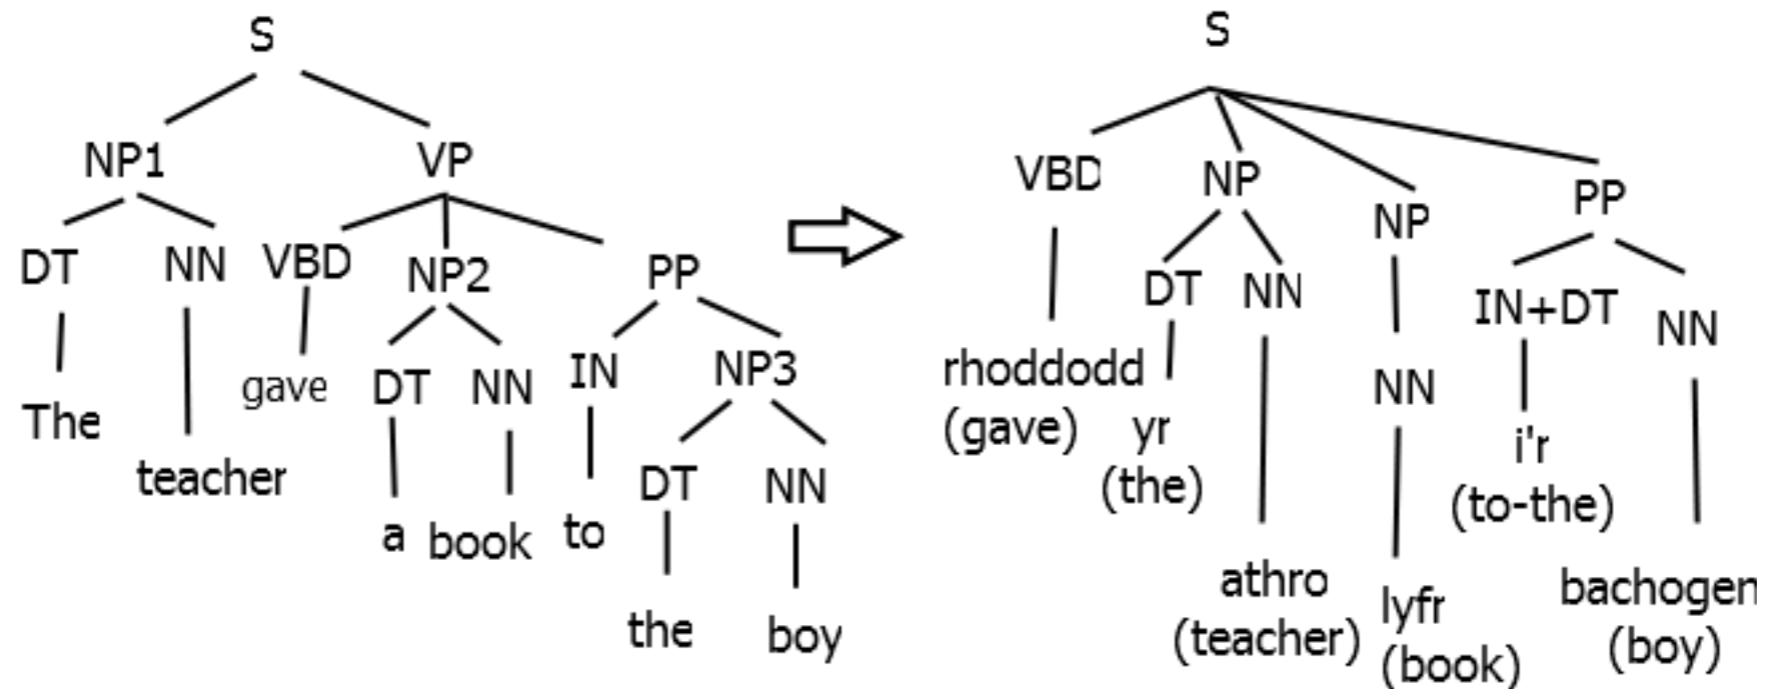 S
NP1 VP
DT NN VBD NP2 PP
The teacher gave DT NN IN NP3
a book to DT NN
the boy
S
VBD NP NP PP
DT NN NN IN+DT NN
rhoddodd yr athro lyfr i'r bachogen
(gave) (the) (teacher) (book) (to-the) (boy)